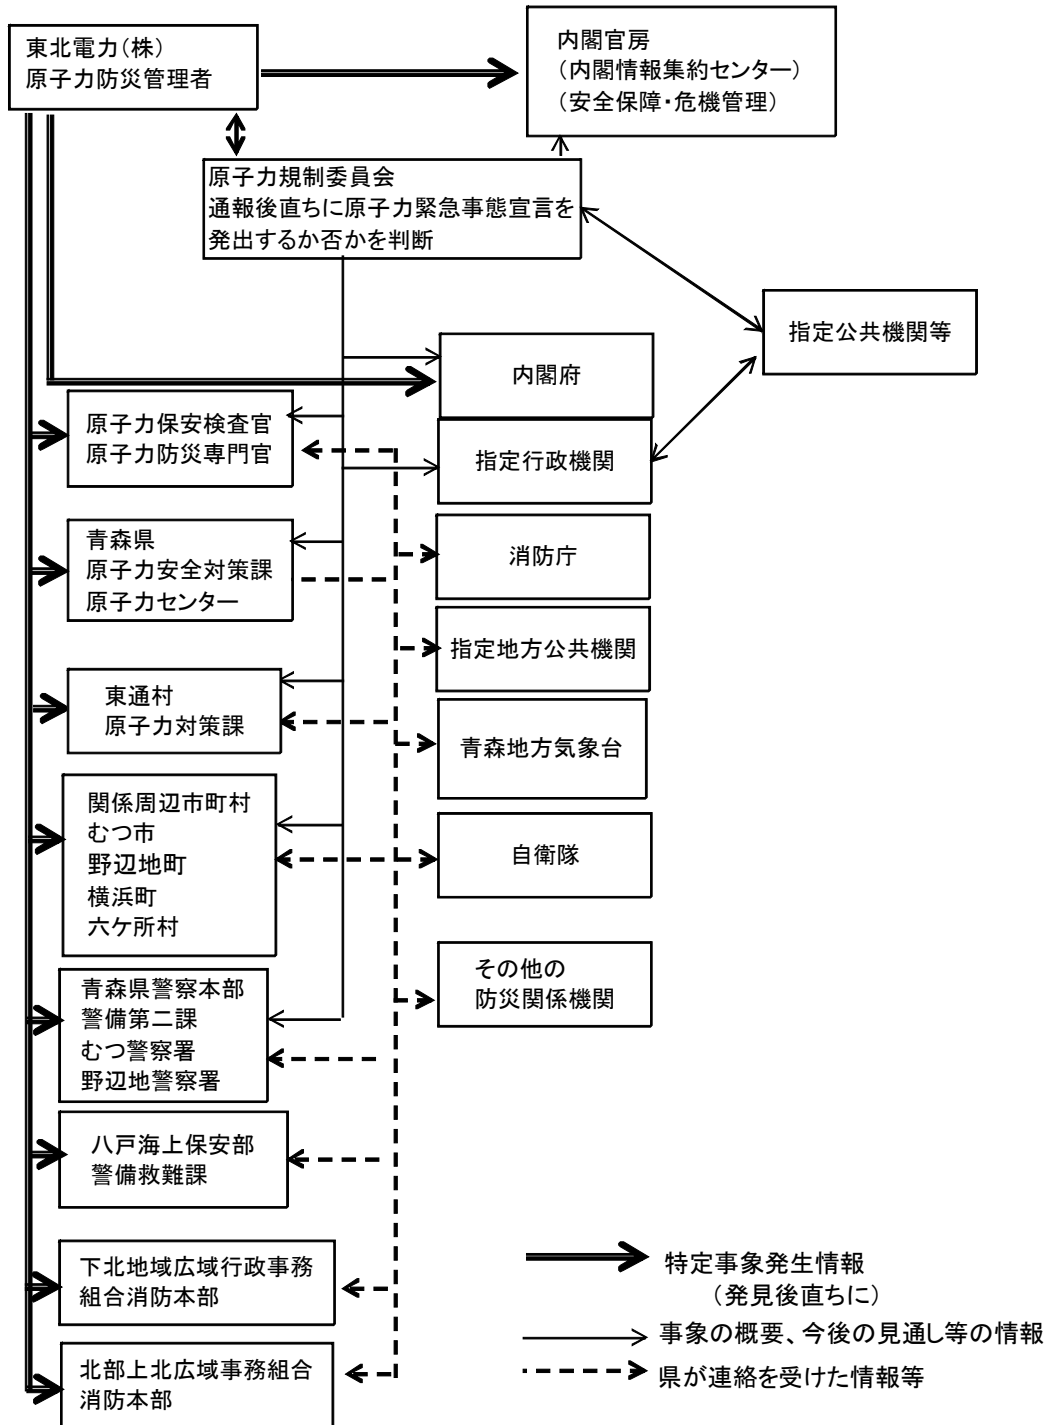 東北電力（株）
原子力防災管理者
内閣官房
（内閣情報集約センター）
（安全保障・危機管理）
原子力規制委員会
通報後直ちに原子力緊急事態宣言を
発出するか否かを判断
指定公共機関等
内閣府
原子力保安検査官
原子力防災専門官
指定行政機関
青森県
原子力安全対策課
原子力センター
消防庁
指定地方公共機関
東通村
原子力対策課
青森地方気象台
関係周辺市町村
むつ市
野辺地町
横浜町
六ケ所村
自衛隊
その他の
防災関係機関
青森県警察本部
警備第二課
むつ警察署
野辺地警察署
八戸海上保安部
警備救難課
下北地域広域行政事務
組合消防本部
北部上北広域事務組合
消防本部
特定事象発生情報
（発見後直ちに）
事象の概要、今後の見通し等の情報
県が連絡を受けた情報等